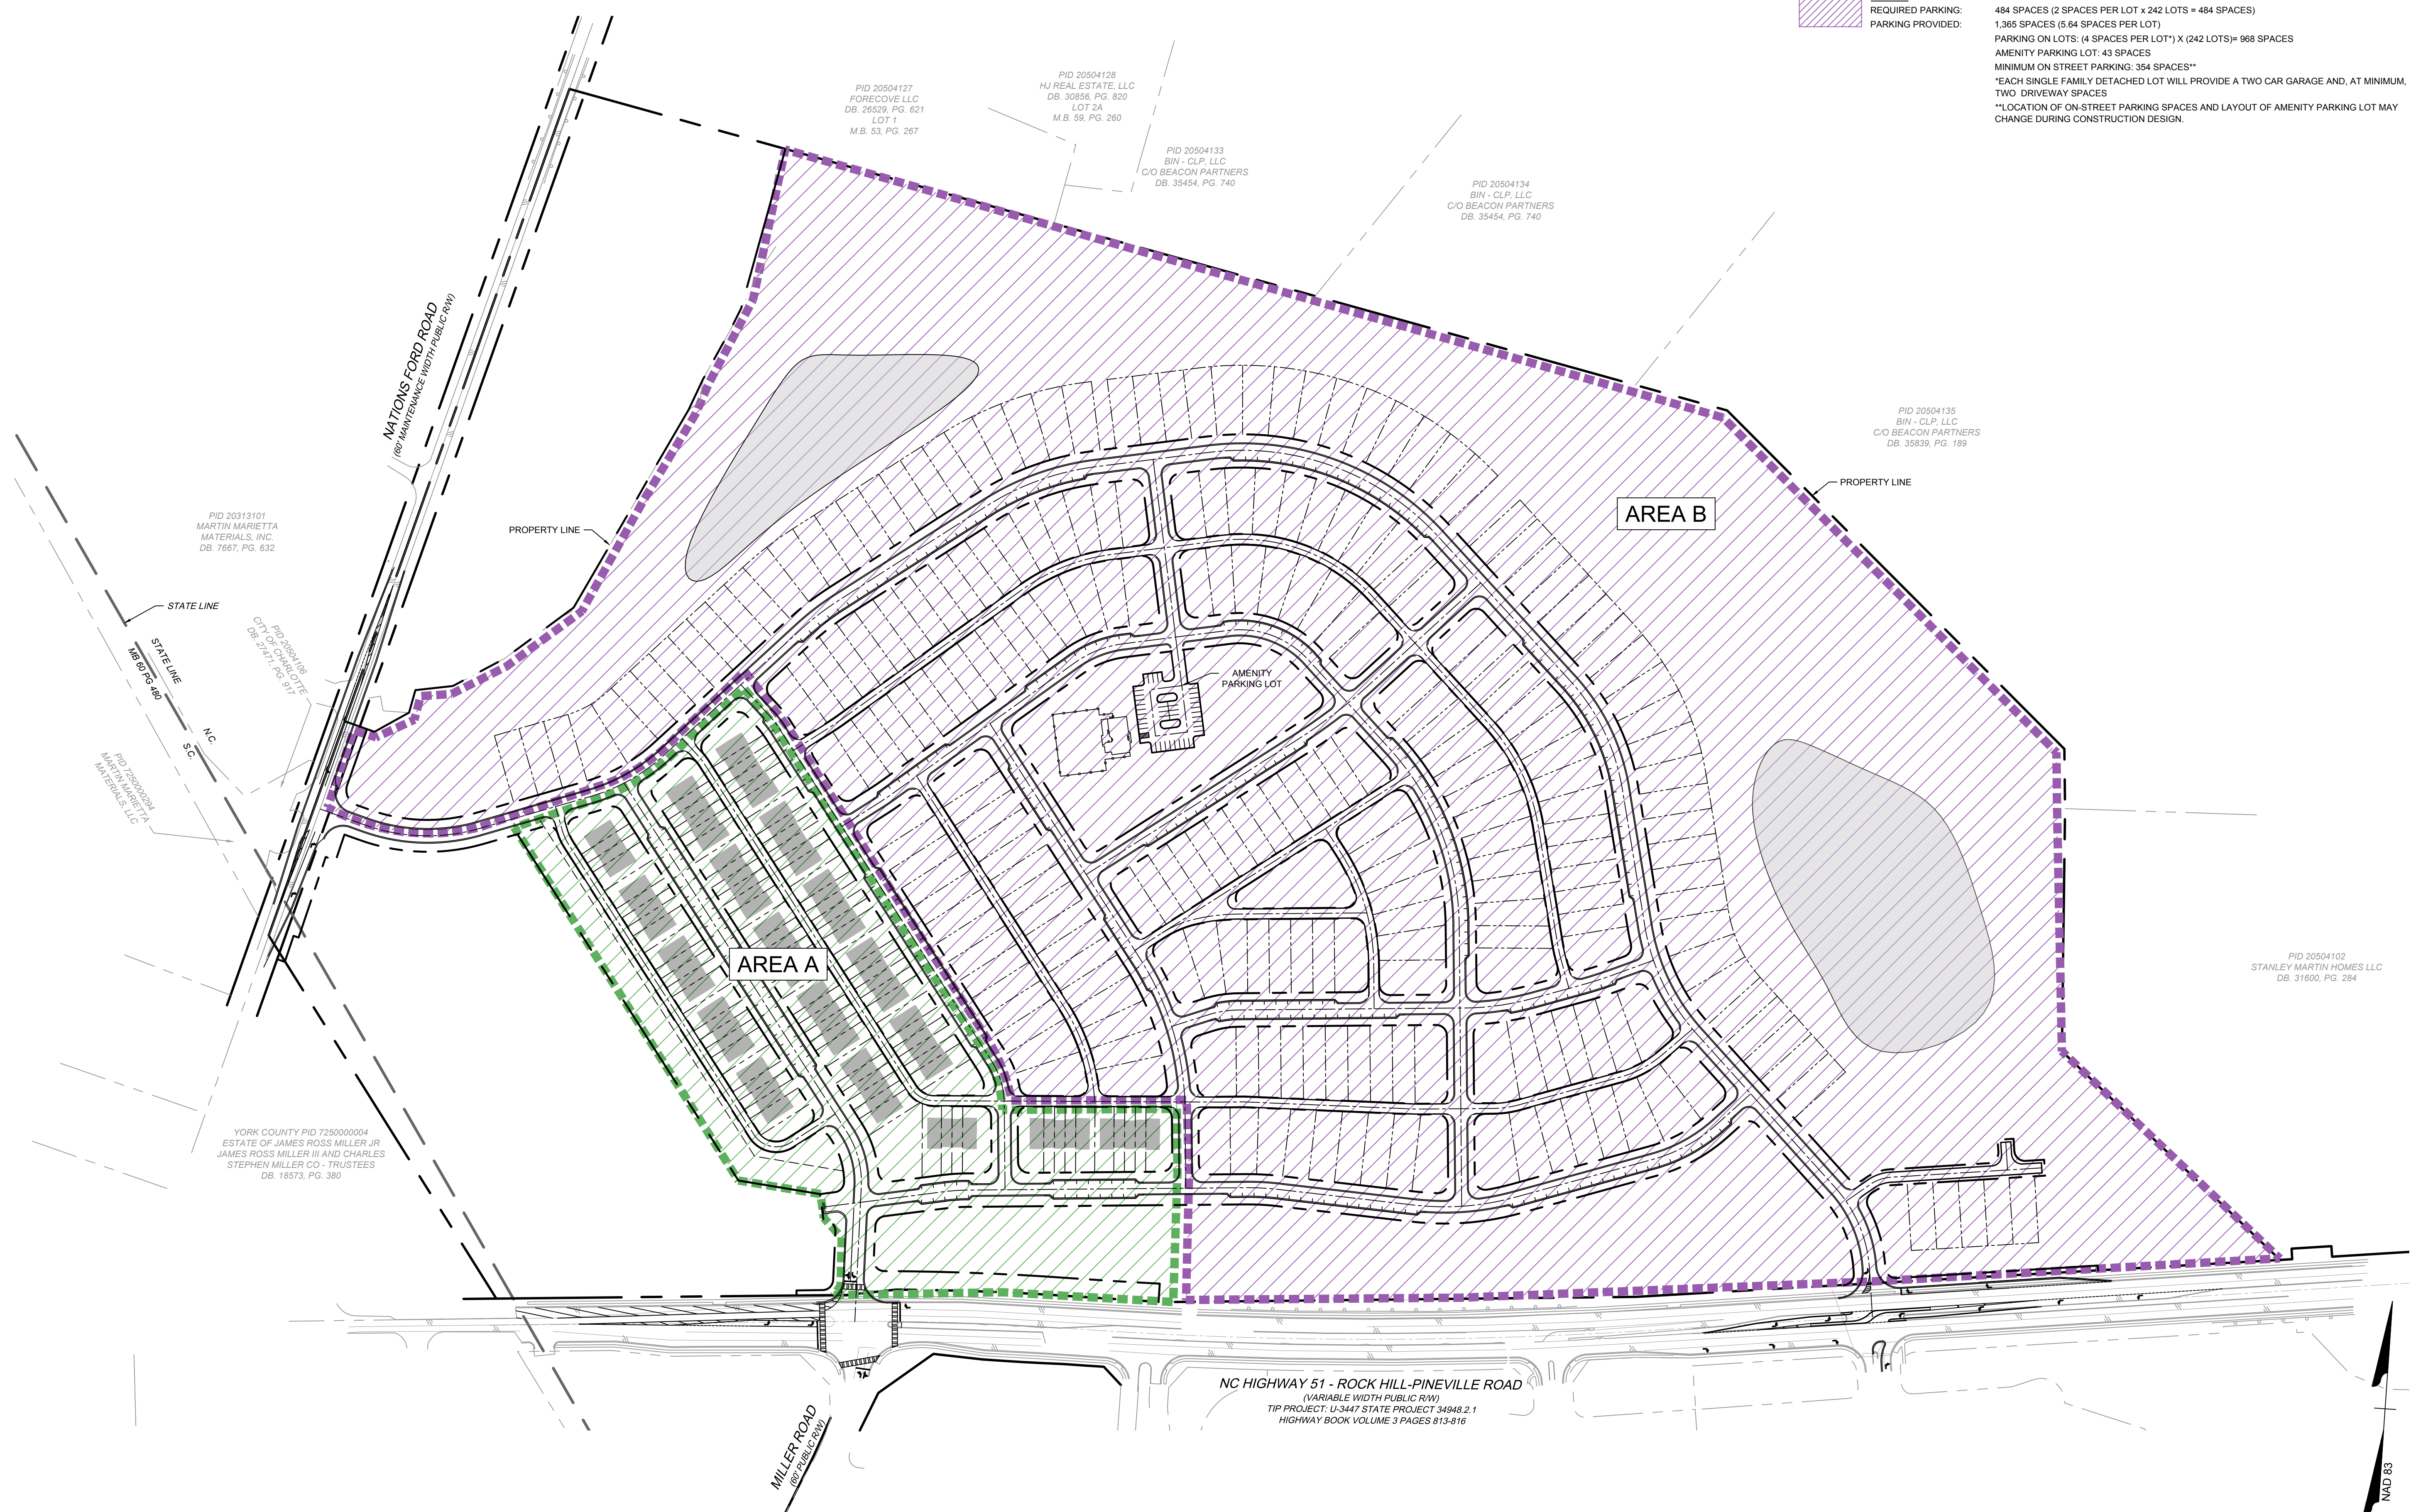 REQUIRED PARKING: 484 SPACES (2 SPACES PER LOT x 242 LOTS = 484 SPACES)
PARKING PROVIDED: 1,365 SPACES (5.64 SPACES PER LOT)
PARKING ON LOTS: (4 SPACES PER LOT*) X (242 LOTS)= 968 SPACES
AMENITY PARKING LOT: 43 SPACES
MINIMUM ON STREET PARKING: 354 SPACES**
*EACH SINGLE FAMILY DETACHED LOT WILL PROVIDE A TWO CAR GARAGE AND, AT MINIMUM,
TWO DRIVEWAY SPACES
**LOCATION OF ON-STREET PARKING SPACES AND LAYOUT OF AMENITY PARKING LOT MAY
CHANGE DURING CONSTRUCTION DESIGN.
PID 20504127
FORECOVE LLC
DB. 26529, PG. 621
LOT 1
M.B. 53, PG. 267
PID 20504128
HJ REAL ESTATE, LLC
DB. 30856, PG. 820
LOT 2A
M.B. 59, PG. 260
PID 20504133
BIN - CLP, LLC
C/O BEACON PARTNERS
DB. 35454, PG. 740
PID 20504134
BIN - CLP, LLC
C/O BEACON PARTNERS
DB. 35454, PG. 740
PID 20504135
BIN - CLP, LLC
C/O BEACON PARTNERS
DB. 35839, PG. 189
PROPERTY LINE
AREA B
NATIONS FORD ROAD
(60' MAINTENANCE WIDTH PUBLIC R/W)
PROPERTY LINE
PID 20313101
MARTIN MARIETTA
MATERIALS, INC.
DB. 7667, PG. 632
STATE LINE
PID 20504106
CITY OF CHARLOTTE
DB. 27471, PG. 917
STATE LINE
MB 60 PG 480
N.C.
S.C.
PID 7250000294
MARTIN MARIETTA
MATERIALS, LLC
AMENITY
PARKING LOT
AREA A
PID 20504102
STANLEY MARTIN HOMES LLC
DB. 31600, PG. 284
YORK COUNTY PID 7250000004
ESTATE OF JAMES ROSS MILLER JR
JAMES ROSS MILLER III AND CHARLES
STEPHEN MILLER CO - TRUSTEES
DB. 18573, PG. 380
NC HIGHWAY 51 - ROCK HILL-PINEVILLE ROAD
(VARIABLE WIDTH PUBLIC R/W)
TIP PROJECT: U-3447 STATE PROJECT 34948.2.1
HIGHWAY BOOK VOLUME 3 PAGES 813-816
MILLER ROAD
(60' PUBLIC R/W)
NAD 83